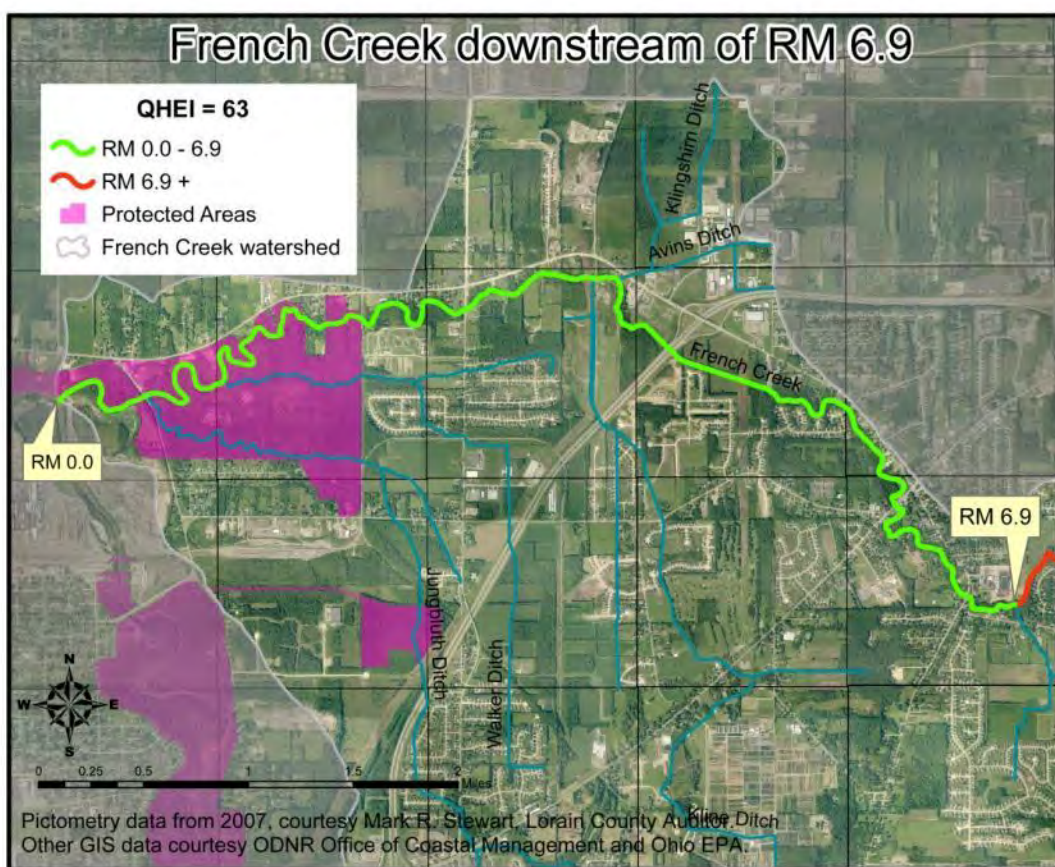 French Creek downstream of RM 6.9
QHEI = 63
RM 0.0 - 6.9
RM 6.9 +
Protected Areas
French Creek watershed
Klingshirn Ditch
Avins Ditch
French Creek
RM 0.0
RM 6.9
Jungbluth Ditch
Walker Ditch
Kline Ditch
N
W E
S
0 0.25 0.5 1 1.5 2
Miles
Pictometry data from 2007, courtesy Mark R. Stewart, Lorain County Auditor.
Other GIS data courtesy ODNR Office of Coastal Management and Ohio EPA.